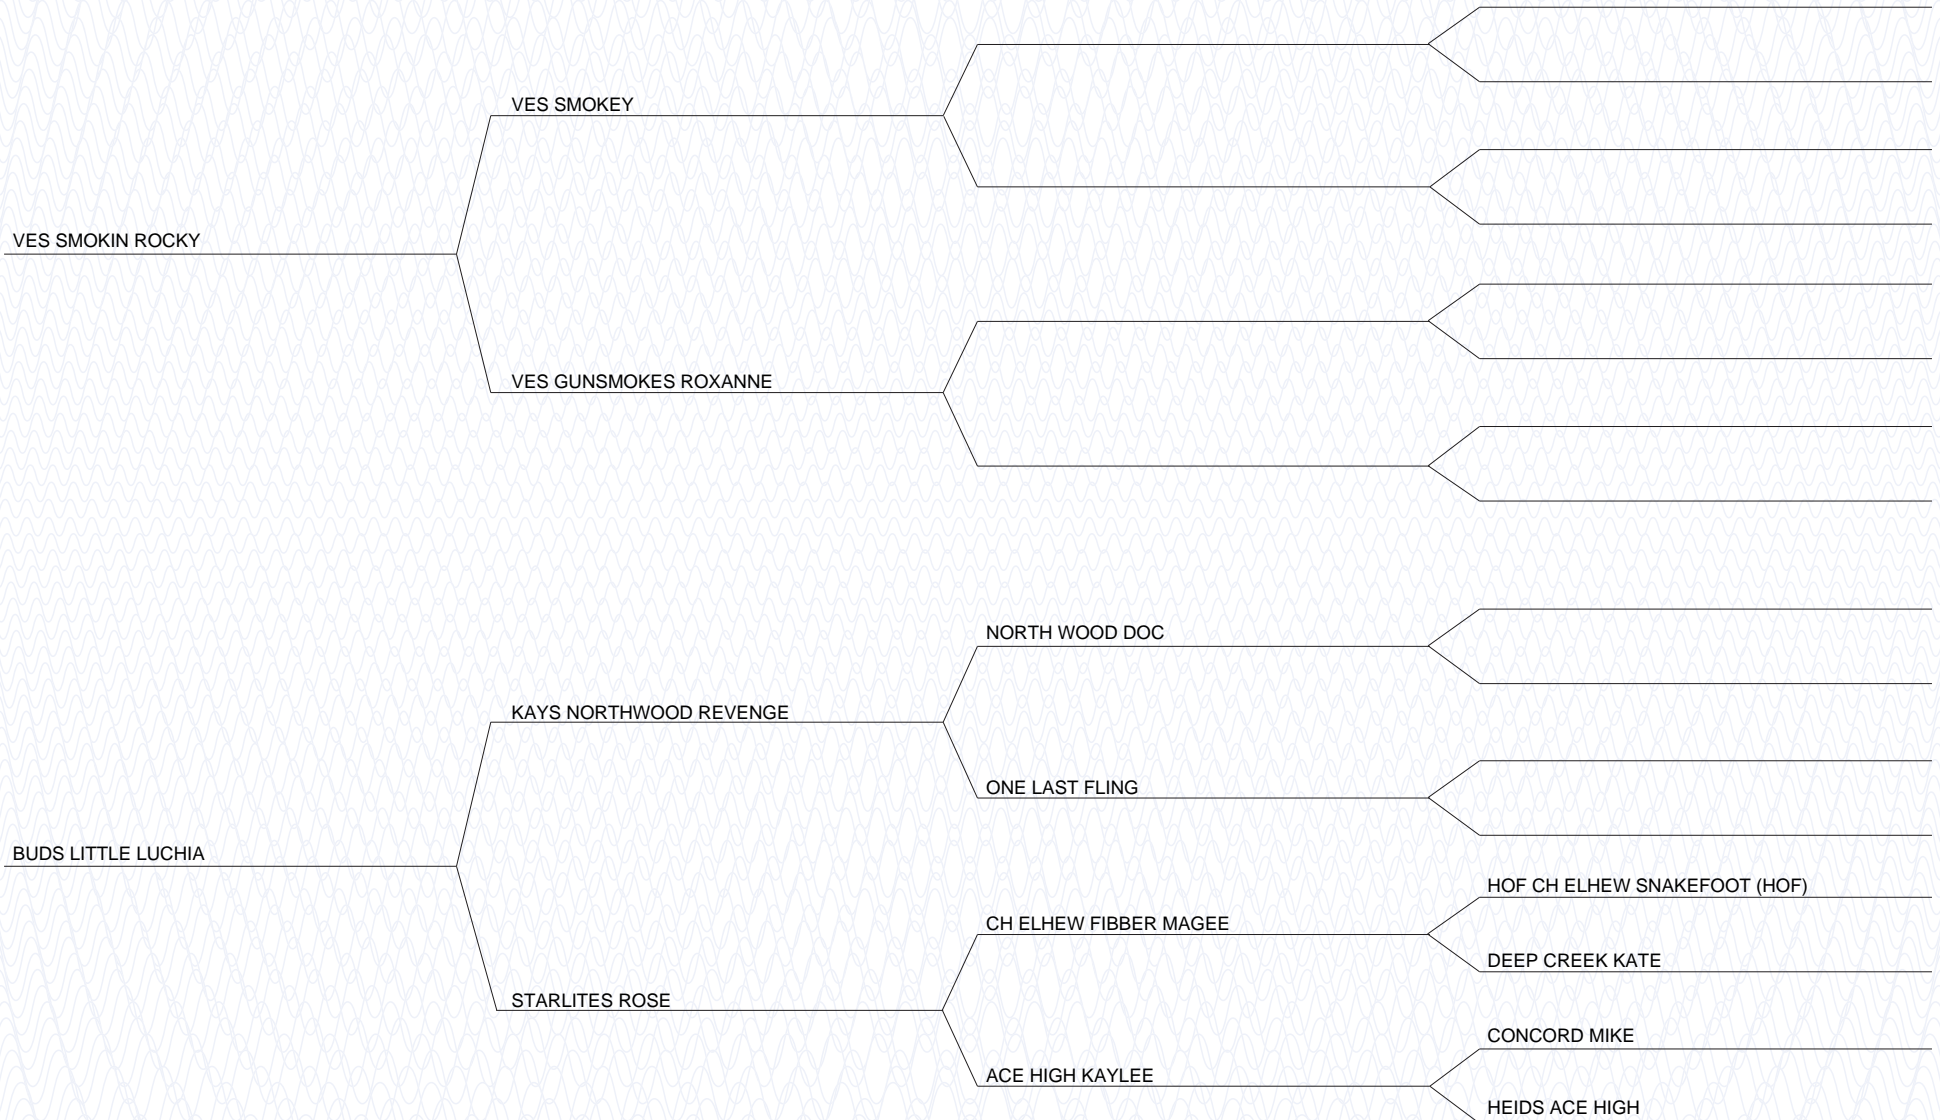 VES SMOKEY
VES SMOKIN ROCKY
VES GUNSMOKES ROXANNE
NORTH WOOD DOC
KAYS NORTHWOOD REVENGE
ONE LAST FLING
BUDS LITTLE LUCHIA
HOF CH ELHEW SNAKEFOOT (HOF)
CH ELHEW FIBBER MAGEE
DEEP CREEK KATE
STARLITES ROSE
CONCORD MIKE
ACE HIGH KAYLEE
HEIDS ACE HIGH